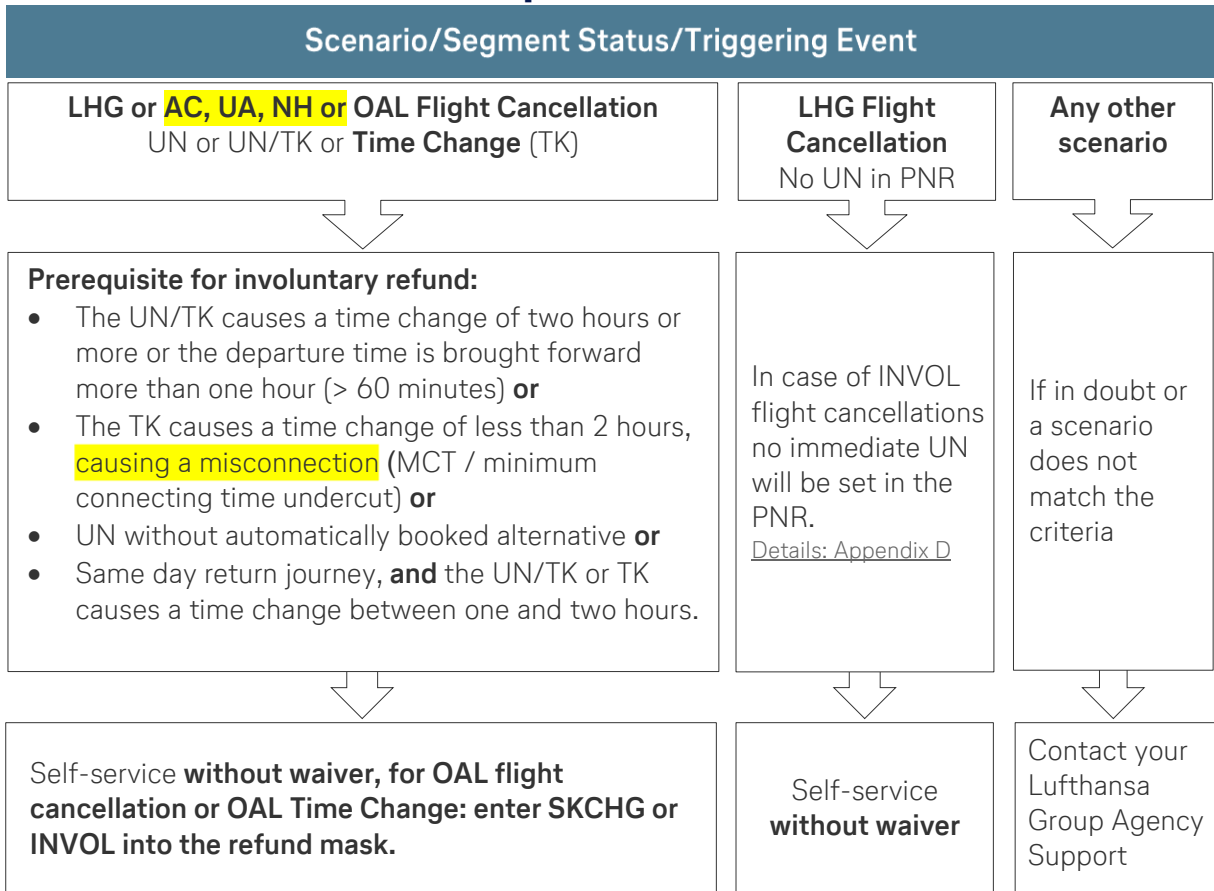 Scenario/Segment Status/Triggering Event
LHG or AC, UA, NH or OAL Flight Cancellation
UN or UN/TK or Time Change (TK)
LHG Flight
Cancellation
No UN in PNR
Any other
scenario
Prerequisite for involuntary refund:
• The UN/TK causes a time change of two hours or
more or the departure time is brought forward
more than one hour (> 60 minutes) or
• The TK causes a time change of less than 2 hours,
causing a misconnection (MCT / minimum
connecting time undercut) or
• UN without automatically booked alternative or
• Same day return journey, and the UN/TK or TK
causes a time change between one and two hours.
In case of INVOL
flight cancellations
no immediate UN
will be set in the
PNR.
Details: Appendix D
If in doubt or
a scenario
does not
match the
criteria
Self-service without waiver, for OAL flight
cancellation or OAL Time Change: enter SKCHG or
INVOL into the refund mask.
Self-service
without waiver
Contact your
Lufthansa
Group Agency
Support